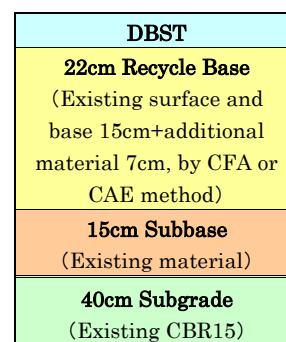 DBST
22cm Recycle Base
(Existing surface and
base 15cm+additional
material 7cm, by CFA or
CAE method)
15cm Subbase
(Existing material)
40cm Subgrade
(Existing CBR15)